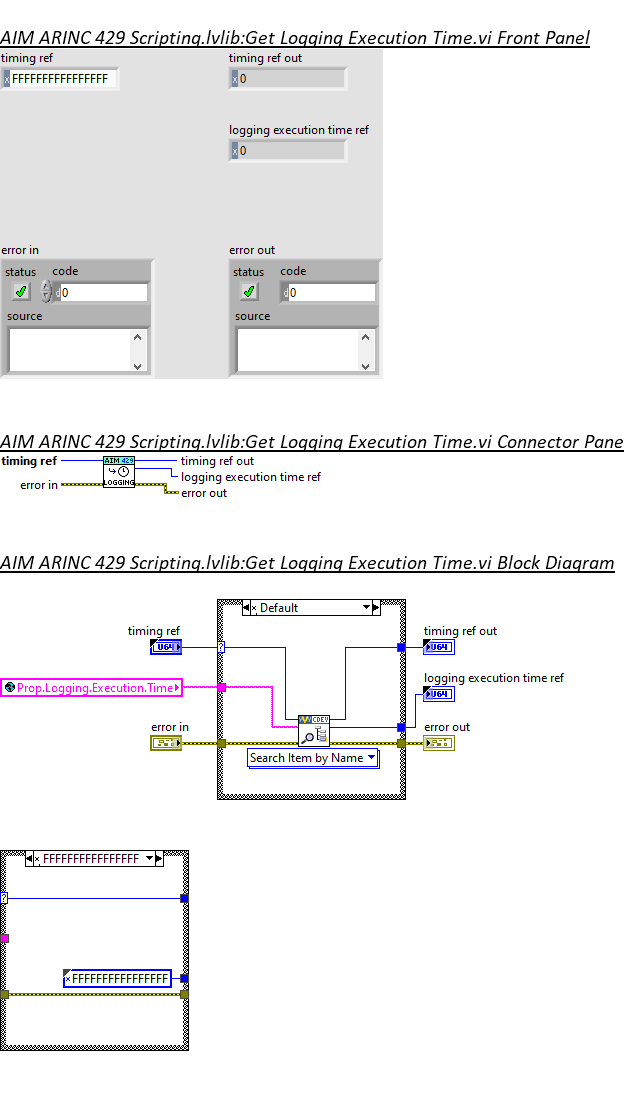 AIM ARINC 429 Scripting.lvlib:Get Logging Execution Time.vi Front Panel
timing ref
timing ref out
x FFFFFFFFFFFFFFFF
x 0
logging execution time ref
x 0
error in
error out
status code
status code
d 0
d 0
source
source
AIM ARINC 429 Scripting.lvlib:Get Logging Execution Time.vi Connector Pane
timing ref
AIM 429
timing ref out
logging execution time ref
error in
LOGGING
error out
AIM ARINC 429 Scripting.lvlib:Get Logging Execution Time.vi Block Diagram
x Default
timing ref
timing ref out
U64
?
U64
logging execution time ref
Prop.Logging.Execution.Time
U64
CDEV
error in
error out
Search Item by Name
x FFFFFFFFFFFFFFFF
?
x FFFFFFFFFFFFFFFF